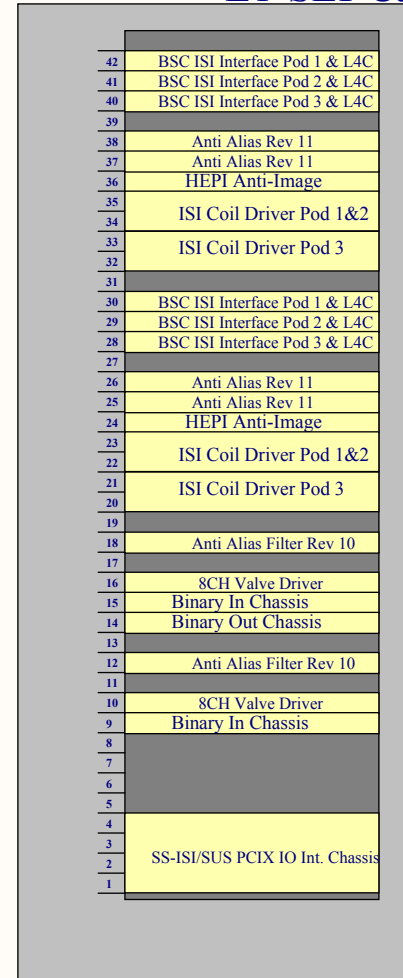 42 BSC ISI Interface Pod 1 & L4C
41 BSC ISI Interface Pod 2 & L4C
40 BSC ISI Interface Pod 3 & L4C
39
38 Anti Alias Rev 11
37 Anti Alias Rev 11
36 HEPI Anti-Image
35
ISI Coil Driver Pod 1&2
34
33
ISI Coil Driver Pod 3
32
31
30 BSC ISI Interface Pod 1 & L4C
29 BSC ISI Interface Pod 2 & L4C
28 BSC ISI Interface Pod 3 & L4C
27
26 Anti Alias Rev 11
25 Anti Alias Rev 11
24 HEPI Anti-Image
23
ISI Coil Driver Pod 1&2
22
21
ISI Coil Driver Pod 3
20
19
18 Anti Alias Filter Rev 10
17
16 8CH Valve Driver
15 Binary In Chassis
14 Binary Out Chassis
13
12 Anti Alias Filter Rev 10
11
10 8CH Valve Driver
9 Binary In Chassis
8
7
6
5
4
3
SS-ISI/SUS PCIX IO Int. Chassis
2
1